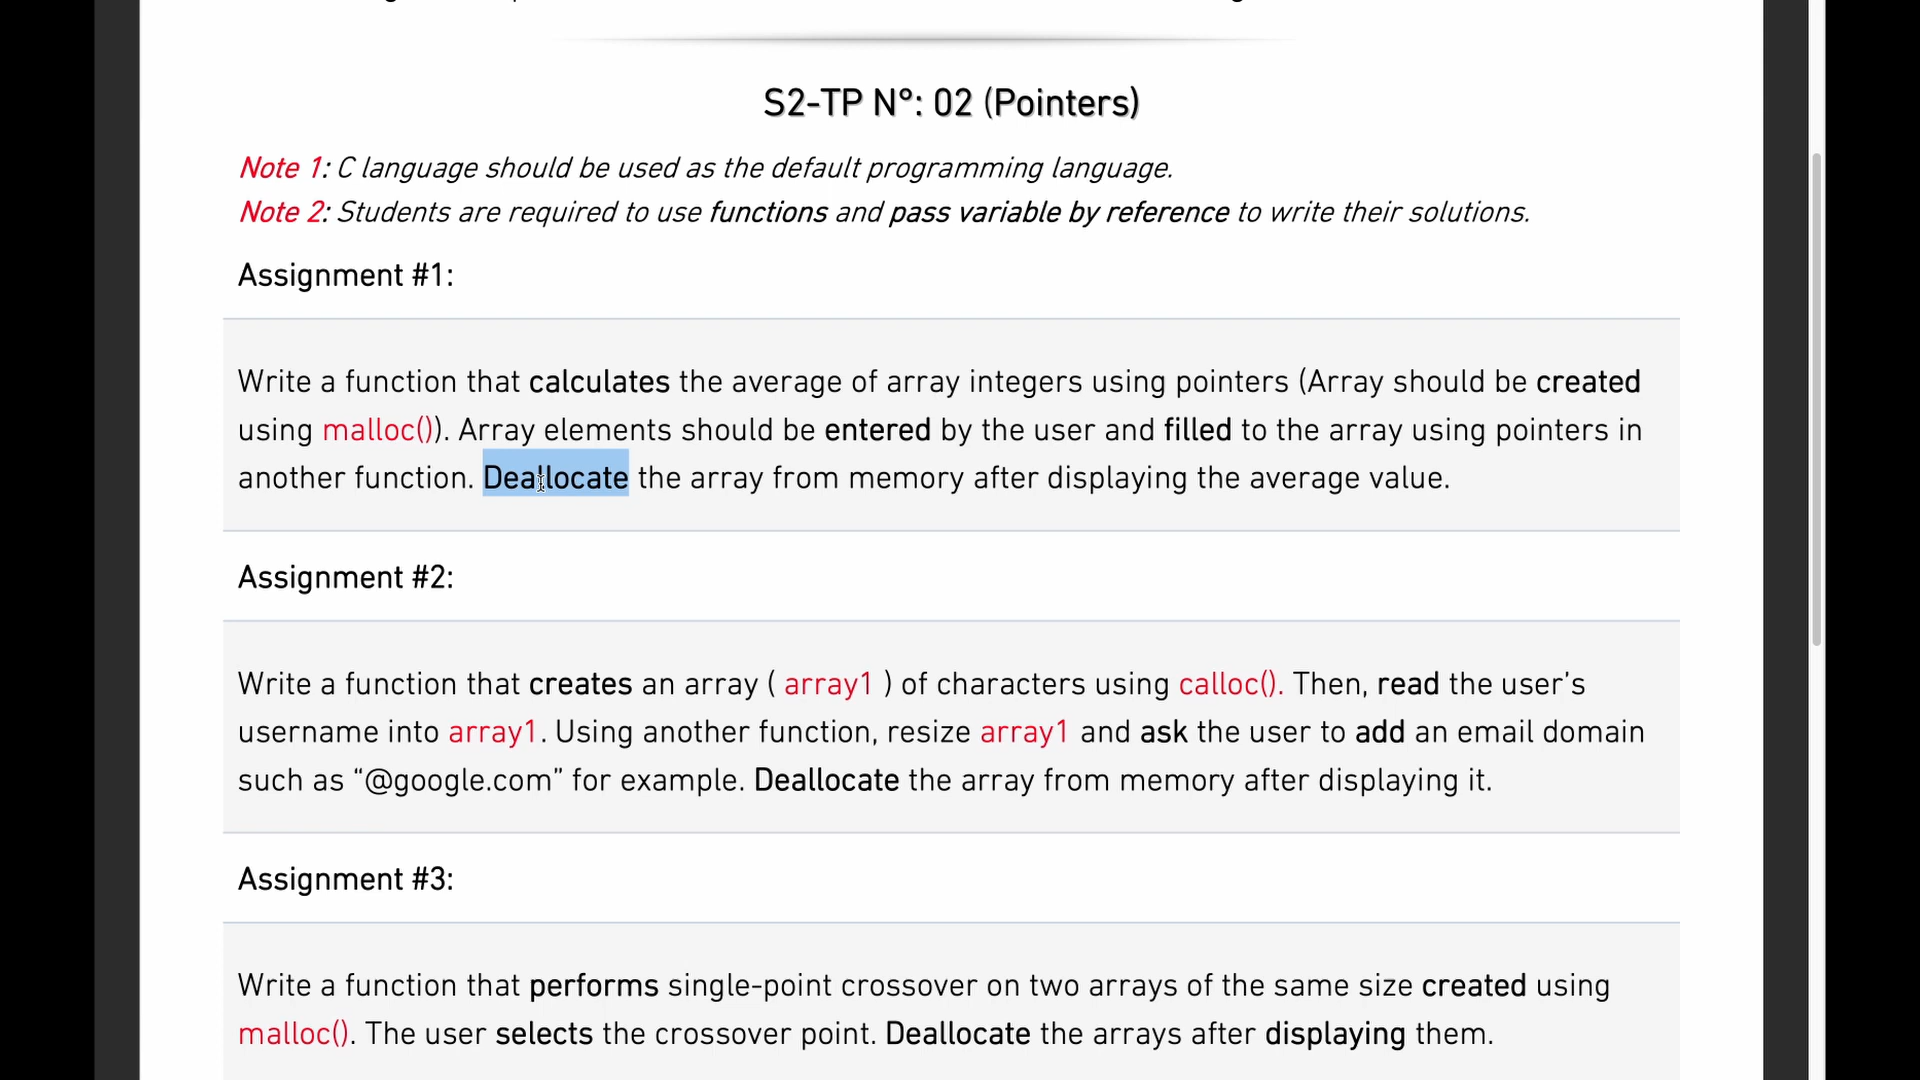 S2-TP N°: 02 (Pointers)
Note 1: C language should be used as the default programming language.
Note 2: Students are required to use functions and pass variable by reference to write their solutions.
Assignment #1:
Write a function that calculates the average of array integers using pointers (Array should be created
using malloc()). Array elements should be entered by the user and filled to the array using pointers in
another function. Deallocate the array from memory after displaying the average value.
Assignment #2:
Write a function that creates an array ( array1 ) of characters using calloc(). Then, read the user’s
username into array1. Using another function, resize array1 and ask the user to add an email domain
such as “@google.com” for example. Deallocate the array from memory after displaying it.
Assignment #3:
Write a function that performs single-point crossover on two arrays of the same size created using
malloc(). The user selects the crossover point. Deallocate the arrays after displaying them.